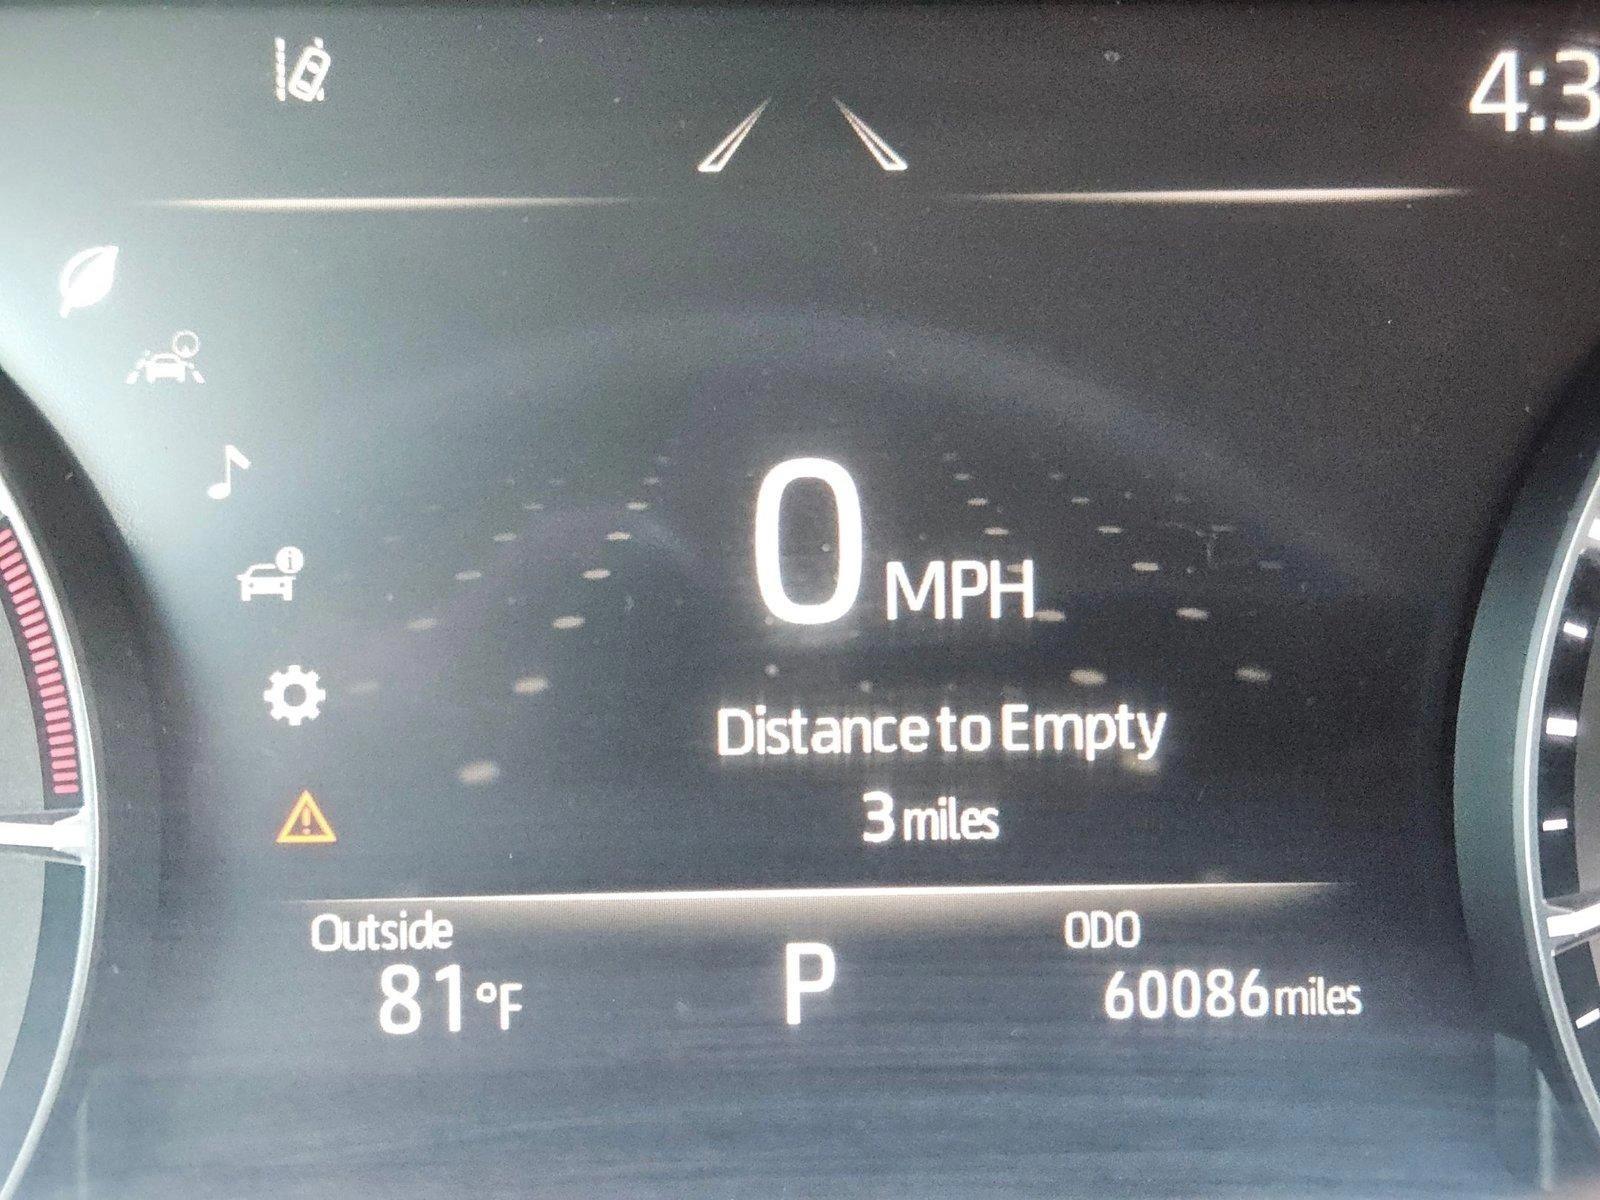 4:3
0 MPH
Distance to Empty
3 miles
Outside
81°F
P
ODO
60086 miles